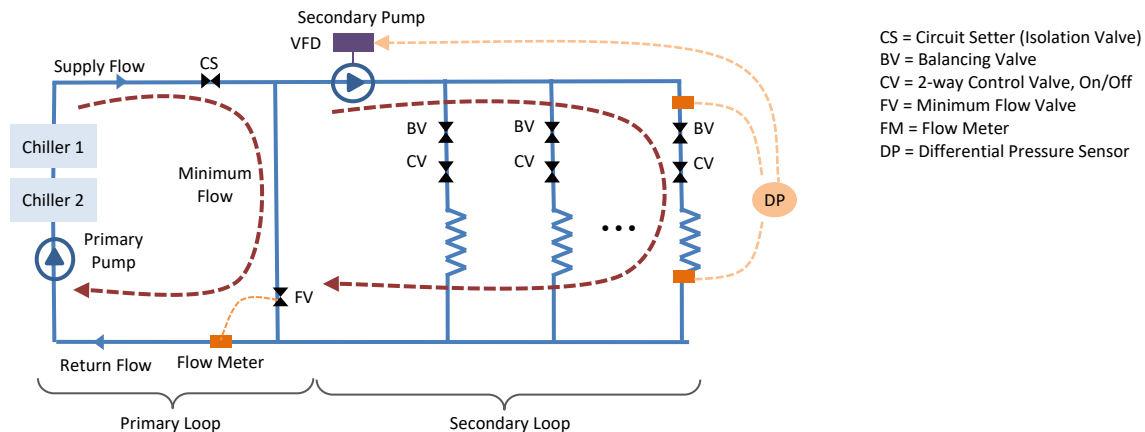 Secondary Pump
VFD
Supply Flow
CS
Chiller 1
Chiller 2
Minimum
Flow
BV
CV
BV
CV
BV
CV
DP
Primary
Pump
FV
Return Flow
Flow Meter
Primary Loop
Secondary Loop
CS = Circuit Setter (Isolation Valve)
BV = Balancing Valve
CV = 2-way Control Valve, On/Off
FV = Minimum Flow Valve
FM = Flow Meter
DP = Differential Pressure Sensor